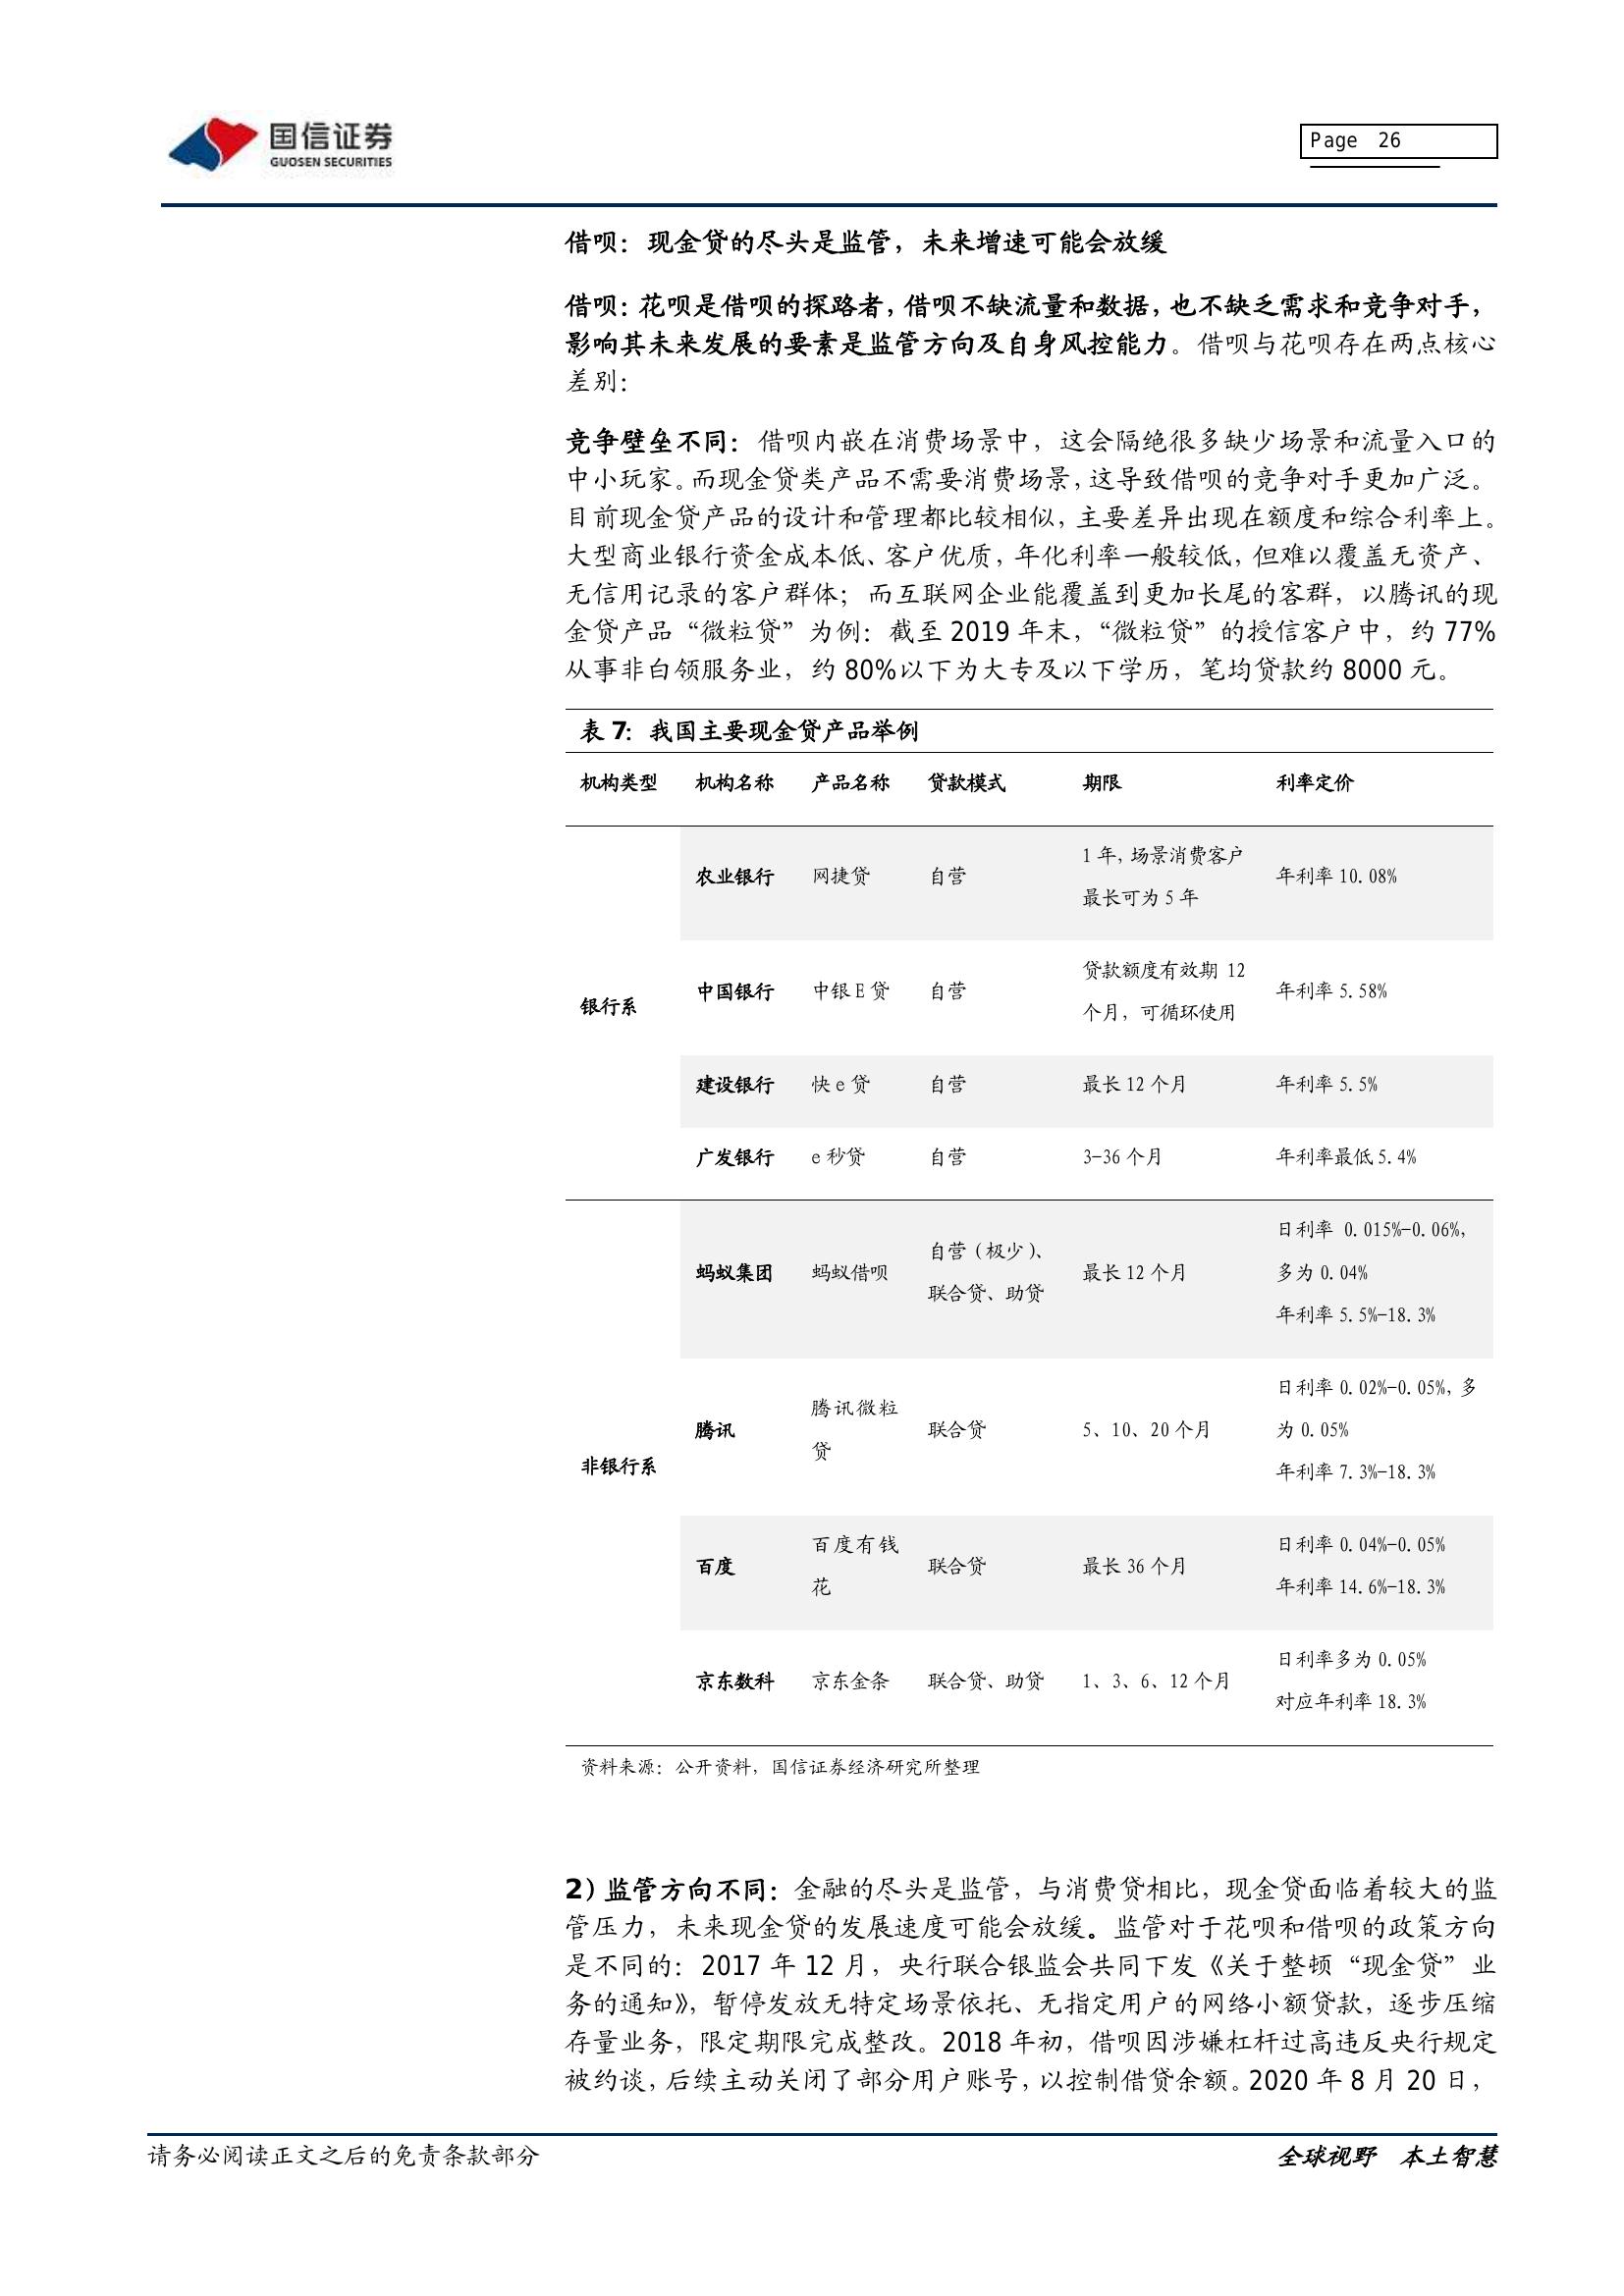 国信证券
GUOSEN SECURITIES
Page 26
借呗：现金贷的尽头是监管，未来增速可能会放缓
借呗：花呗是借呗的探路者，借呗不缺流量和数据，也不缺乏需求和竞争对手，
影响其未来发展的要素是监管方向及自身风控能力。借呗与花呗存在两点核心
差别：
竞争壁垒不同：借呗内嵌在消费场景中，这会隔绝很多缺少场景和流量入口的
中小玩家。而现金贷类产品不需要消费场景，这导致借呗的竞争对手更加广泛。
目前现金贷产品的设计和管理都比较相似，主要差异出现在额度和综合利率上。
大型商业银行资金成本低、客户优质，年化利率一般较低，但难以覆盖无资产、
无信用记录的客户群体；而互联网企业能覆盖到更加长尾的客群，以腾讯的现
金贷产品“微粒贷”为例：截至 2019 年末，“微粒贷”的授信客户中，约 77%
从事非白领服务业，约 80%以下为大专及以下学历，笔均贷款约 8000 元。
表 7：我国主要现金贷产品举例
机构类型 机构名称 产品名称 贷款模式 期限 利率定价
银行系
农业银行 网捷贷 自营 1 年，场景消费客户
最长可为 5 年 年利率 10.08%
中国银行 中银 E 贷 自营 贷款额度有效期 12
个月，可循环使用 年利率 5.58%
建设银行 快 e 贷 自营 最长 12 个月 年利率 5.5%
广发银行 e 秒贷 自营 3-36 个月 年利率最低 5.4%
非银行系
蚂蚁集团 蚂蚁借呗 自营（极少）、
联合贷、助贷 最长 12 个月 日利率 0.015%-0.06%，
多为 0.04%
年利率 5.5%-18.3%
腾讯 腾讯微粒
贷 联合贷 5、10、20 个月 日利率 0.02%-0.05%，多
为 0.05%
年利率 7.3%-18.3%
百度 百度有钱
花 联合贷 最长 36 个月 日利率 0.04%-0.05%
年利率 14.6%-18.3%
京东数科 京东金条 联合贷、助贷 1、3、6、12 个月 日利率多为 0.05%
对应年利率 18.3%
资料来源：公开资料，国信证券经济研究所整理
2）监管方向不同：金融的尽头是监管，与消费贷相比，现金贷面临着较大的监
管压力，未来现金贷的发展速度可能会放缓。监管对于花呗和借呗的政策方向
是不同的：2017 年 12 月，央行联合银监会共同下发《关于整顿“现金贷”业
务的通知》，暂停发放无特定场景依托、无指定用户的网络小额贷款，逐步压缩
存量业务，限定期限完成整改。2018 年初，借呗因涉嫌杠杆过高违反央行规定
被约谈，后续主动关闭了部分用户账号，以控制借贷余额。2020 年 8 月 20 日，
请务必阅读正文之后的免责条款部分
全球视野 本土智慧